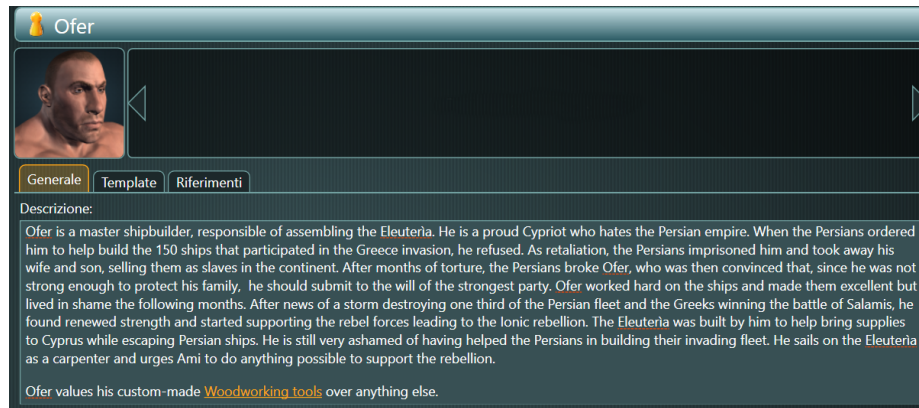 Ofer
Generale
Template
Riferimenti
Descrizione:
Ofer is a master shipbuilder, responsible of assembling the Eleuterìa. He is a proud Cypriot who hates the Persian empire. When the Persians ordered
him to help build the 150 ships that participated in the Greece invasion, he refused. As retaliation, the Persians imprisoned him and took away his
wife and son, selling them as slaves in the continent. After months of torture, the Persians broke Ofer, who was then convinced that, since he was not
strong enough to protect his family,  he should submit to the will of the strongest party. Ofer worked hard on the ships and made them excellent but
lived in shame the following months. After news of a storm destroying one third of the Persian fleet and the Greeks winning the battle of Salamis, he
found renewed strength and started supporting the rebel forces leading to the Ionic rebellion. The Eleuterìa was built by him to help bring supplies
to Cyprus while escaping Persian ships. He is still very ashamed of having helped the Persians in building their invading fleet. He sails on the Eleuterìa
as a carpenter and urges Ami to do anything possible to support the rebellion.
Ofer values his custom-made Woodworking tools over anything else.